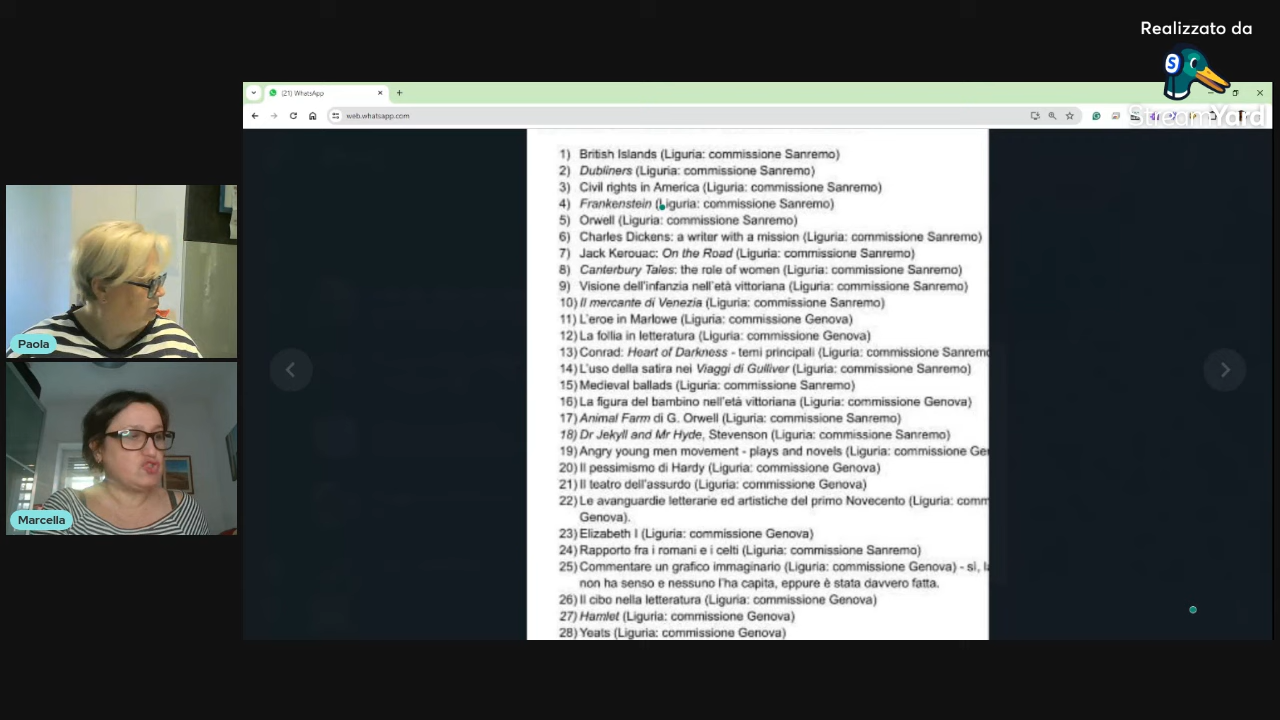 Realizzato da
StreamYard
(21) WhatsApp
web.whatsapp.com
1) British Islands (Liguria: commissione Sanremo)
2) Dubliners (Liguria: commissione Sanremo)
3) Civil rights in America (Liguria: commissione Sanremo)
4) Frankenstein (Liguria: commissione Sanremo)
5) Orwell (Liguria: commissione Sanremo)
6) Charles Dickens: a writer with a mission (Liguria: commissione Sanremo)
7) Jack Kerouac: On the Road (Liguria: commissione Sanremo)
8) Canterbury Tales: the role of women (Liguria: commissione Sanremo)
9) Visione dell'infanzia nell'età vittoriana (Liguria: commissione Sanremo)
10) Il mercante di Venezia (Liguria: commissione Sanremo)
11) L'eroe in Marlowe (Liguria: commissione Genova)
12) La follia in letteratura (Liguria: commissione Genova)
13) Conrad: Heart of Darkness - temi principali (Liguria: commissione Sanremo
14) L'uso della satira nei Viaggi di Gulliver (Liguria: commissione Sanremo)
15) Medieval ballads (Liguria: commissione Sanremo)
16) La figura del bambino nell'età vittoriana (Liguria: commissione Genova)
17) Animal Farm di G. Orwell (Liguria: commissione Sanremo)
18) Dr Jekyll and Mr Hyde, Stevenson (Liguria: commissione Sanremo)
19) Angry young men movement - plays and novels (Liguria: commissione Ge
20) Il pessimismo di Hardy (Liguria: commissione Genova)
21) Il teatro dell'assurdo (Liguria: commissione Genova)
22) Le avanguardie letterarie ed artistiche del primo Novecento (Liguria: comm
Genova).
23) Elizabeth I (Liguria: commissione Genova)
24) Rapporto fra i romani e i celti (Liguria: commissione Sanremo)
25) Commentare un grafico immaginario (Liguria: commissione Genova) - sì, l
non ha senso e nessuno l'ha capita, eppure è stata davvero fatta.
26) Il cibo nella letteratura (Liguria: commissione Genova)
27) Hamlet (Liguria: commissione Genova)
28) Yeats (Liguria: commissione Genova)
Paola
Marcella